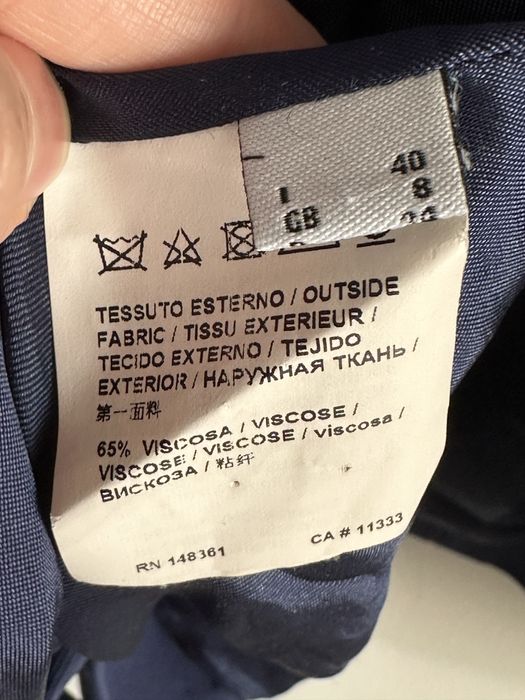 40
I 8
GB
TESSUTO ESTERNO / OUTSIDE
FABRIC / TISSU EXTERIEUR /
TECIDO EXTERNO / TEJIDO
EXTERIOR / НАРУЖНАЯ ТКАНЬ /
第一面料
65% VISCOSA / VISCOSE /
VISCOSE / VISCOSE / viscosa /
ВИСКОЗА / 粘纤
RN 148361 CA # 11333